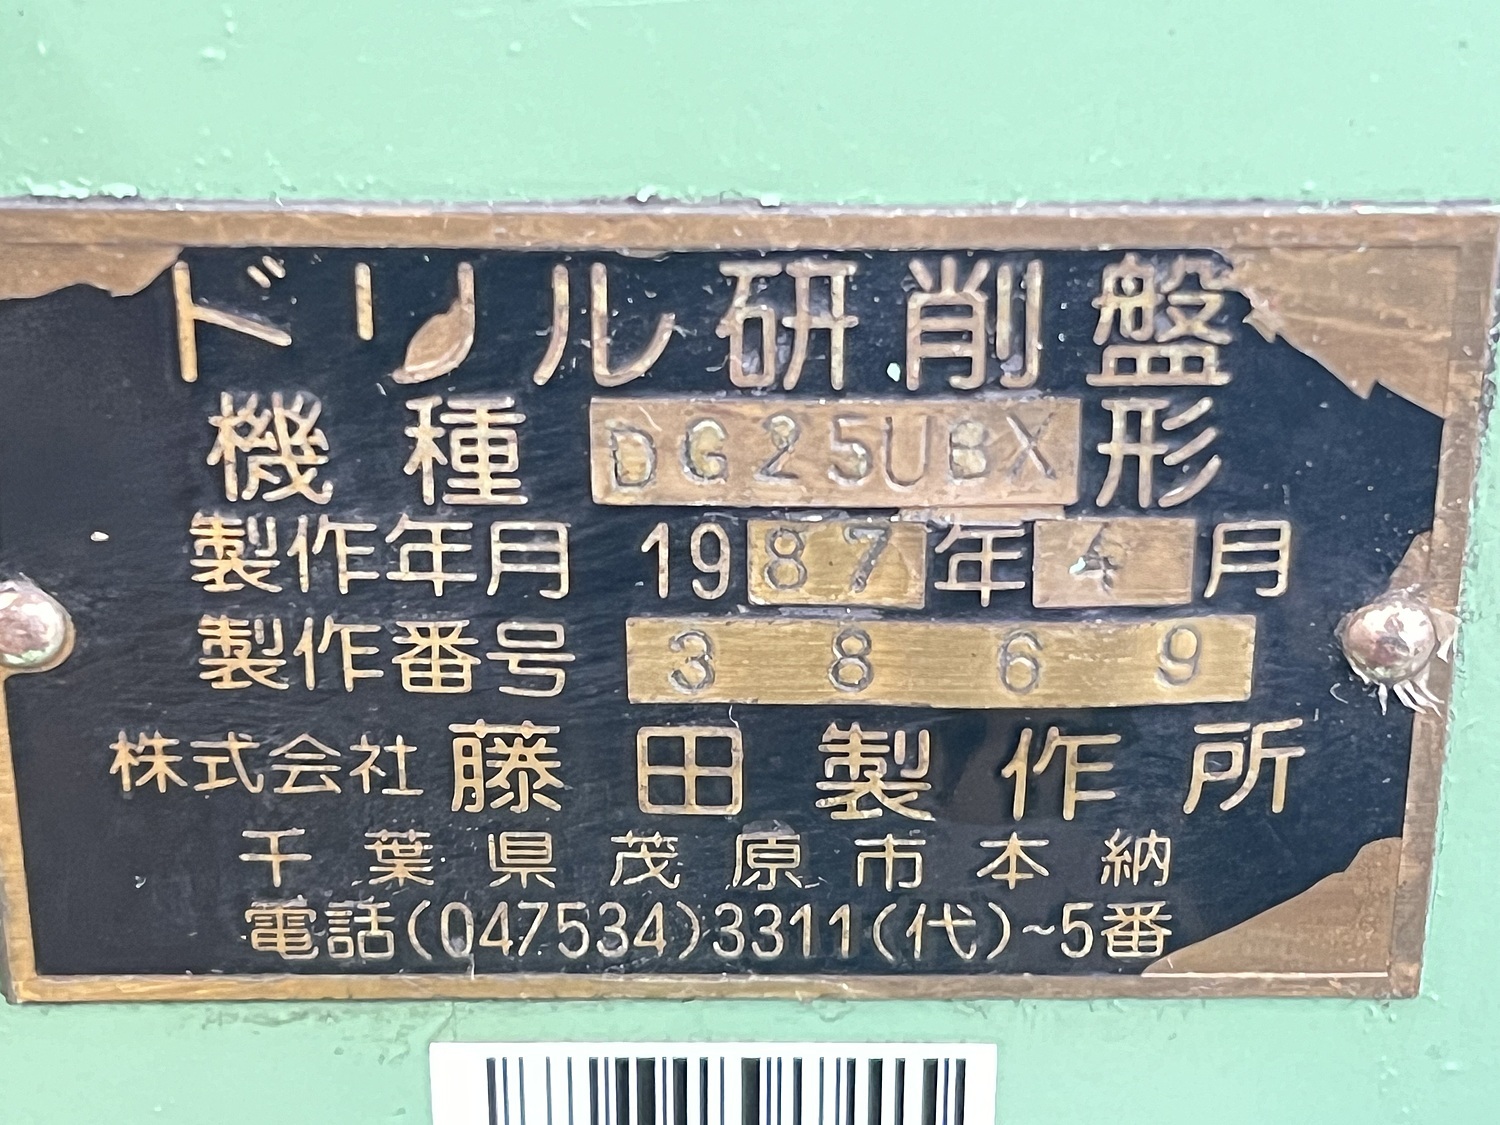 ドリル研削盤
機種 DG25UBX 形
製作年月 1987年4月
製作番号 3869
株式会社 藤田製作所
千葉県茂原市本納
電話(047534)3311(代)~5番